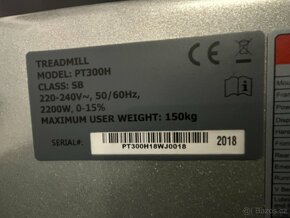 TREADMILL
MODEL: PT300H
CLASS: SB
220-240V~, 50/60Hz,
2200W, 0-15%
MAXIMUM USER WEIGHT: 150kg
SERIAL#:
PT300H18WJ0018
2018